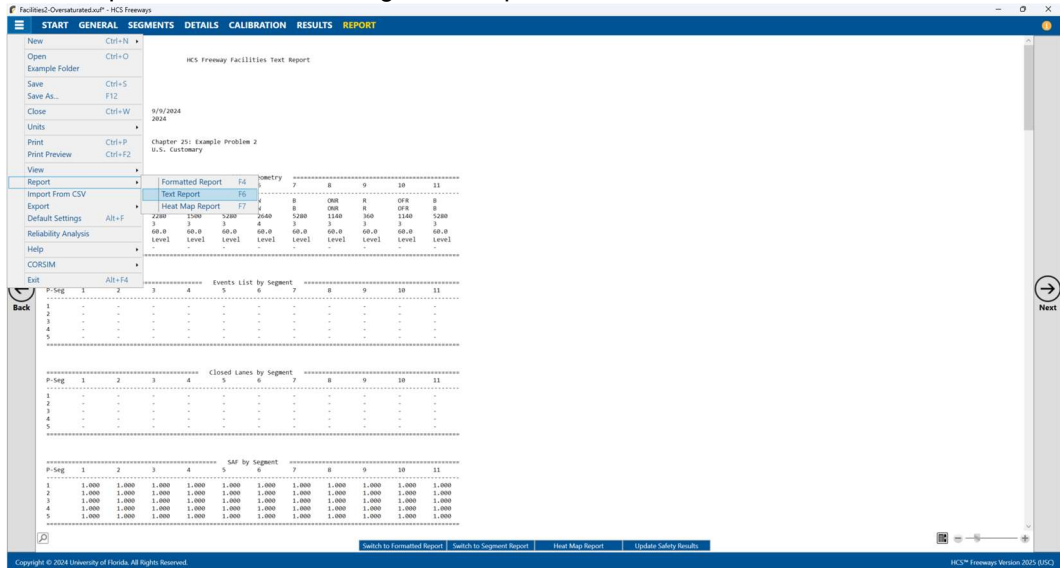 Facilities2-Oversaturated.xuf* - HCS Freeways
START GENERAL SEGMENTS DETAILS CALIBRATION RESULTS REPORT
New Ctrl+N
Open Ctrl+O
Example Folder
Save Ctrl+S
Save As... F12
Close Ctrl+W
Units
Print Ctrl+P
Print Preview Ctrl+F2
View
Report
Import From CSV
Export
Default Settings Alt+F
Reliability Analysis
Help
CORSIM
Exit Alt+F4
Formatted Report F4
Text Report F6
Heat Map Report F7
HCS Freeway Facilities Text Report
9/9/2024
2024
Chapter 25: Example Problem 2
U.S. Customary
ometry
7 8 9 10 11
B ONR R OFR B
B ONR R OFR B
2280 1500 5280 2640 5280 1140 360 1140 5280
3 3 3 4 3 3 3 3 3
60.0 60.0 60.0 60.0 60.0 60.0 60.0 60.0 60.0
Level Level Level Level Level Level Level Level Level
- - - - - - - - -
Events List by Segment
P-Seg 1 2 3 4 5 6 7 8 9 10 11
1 - - - - - - - - - - -
2 - - - - - - - - - - -
3 - - - - - - - - - - -
4 - - - - - - - - - - -
5 - - - - - - - - - - -
Closed Lanes by Segment
P-Seg 1 2 3 4 5 6 7 8 9 10 11
1 - - - - - - - - - - -
2 - - - - - - - - - - -
3 - - - - - - - - - - -
4 - - - - - - - - - - -
5 - - - - - - - - - - -
SAF by Segment
P-Seg 1 2 3 4 5 6 7 8 9 10 11
1 1.000 1.000 1.000 1.000 1.000 1.000 1.000 1.000 1.000 1.000 1.000
2 1.000 1.000 1.000 1.000 1.000 1.000 1.000 1.000 1.000 1.000 1.000
3 1.000 1.000 1.000 1.000 1.000 1.000 1.000 1.000 1.000 1.000 1.000
4 1.000 1.000 1.000 1.000 1.000 1.000 1.000 1.000 1.000 1.000 1.000
5 1.000 1.000 1.000 1.000 1.000 1.000 1.000 1.000 1.000 1.000 1.000
Back
Next
Switch to Formatted Report Switch to Segment Report Heat Map Report Update Safety Results
Copyright © 2024 University of Florida. All Rights Reserved. HCS™ Freeways Version 2025 (USC)